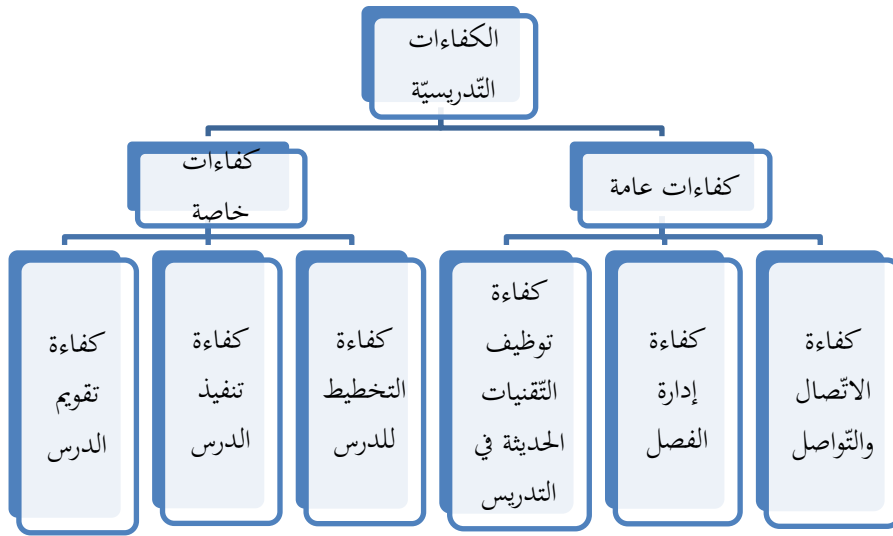 الكفاءات
التّدريسيّة
كفاءات عامة
كفاءات
خاصة
كفاءة
الاتّصال
والتّواصل
كفاءة
إدارة
الفصل
كفاءة
توظيف
التّقنيات
الحديثة في
التدريس
كفاءة
التخطيط
للدرس
كفاءة
تنفيذ
الدرس
كفاءة
تقويم
الدرس